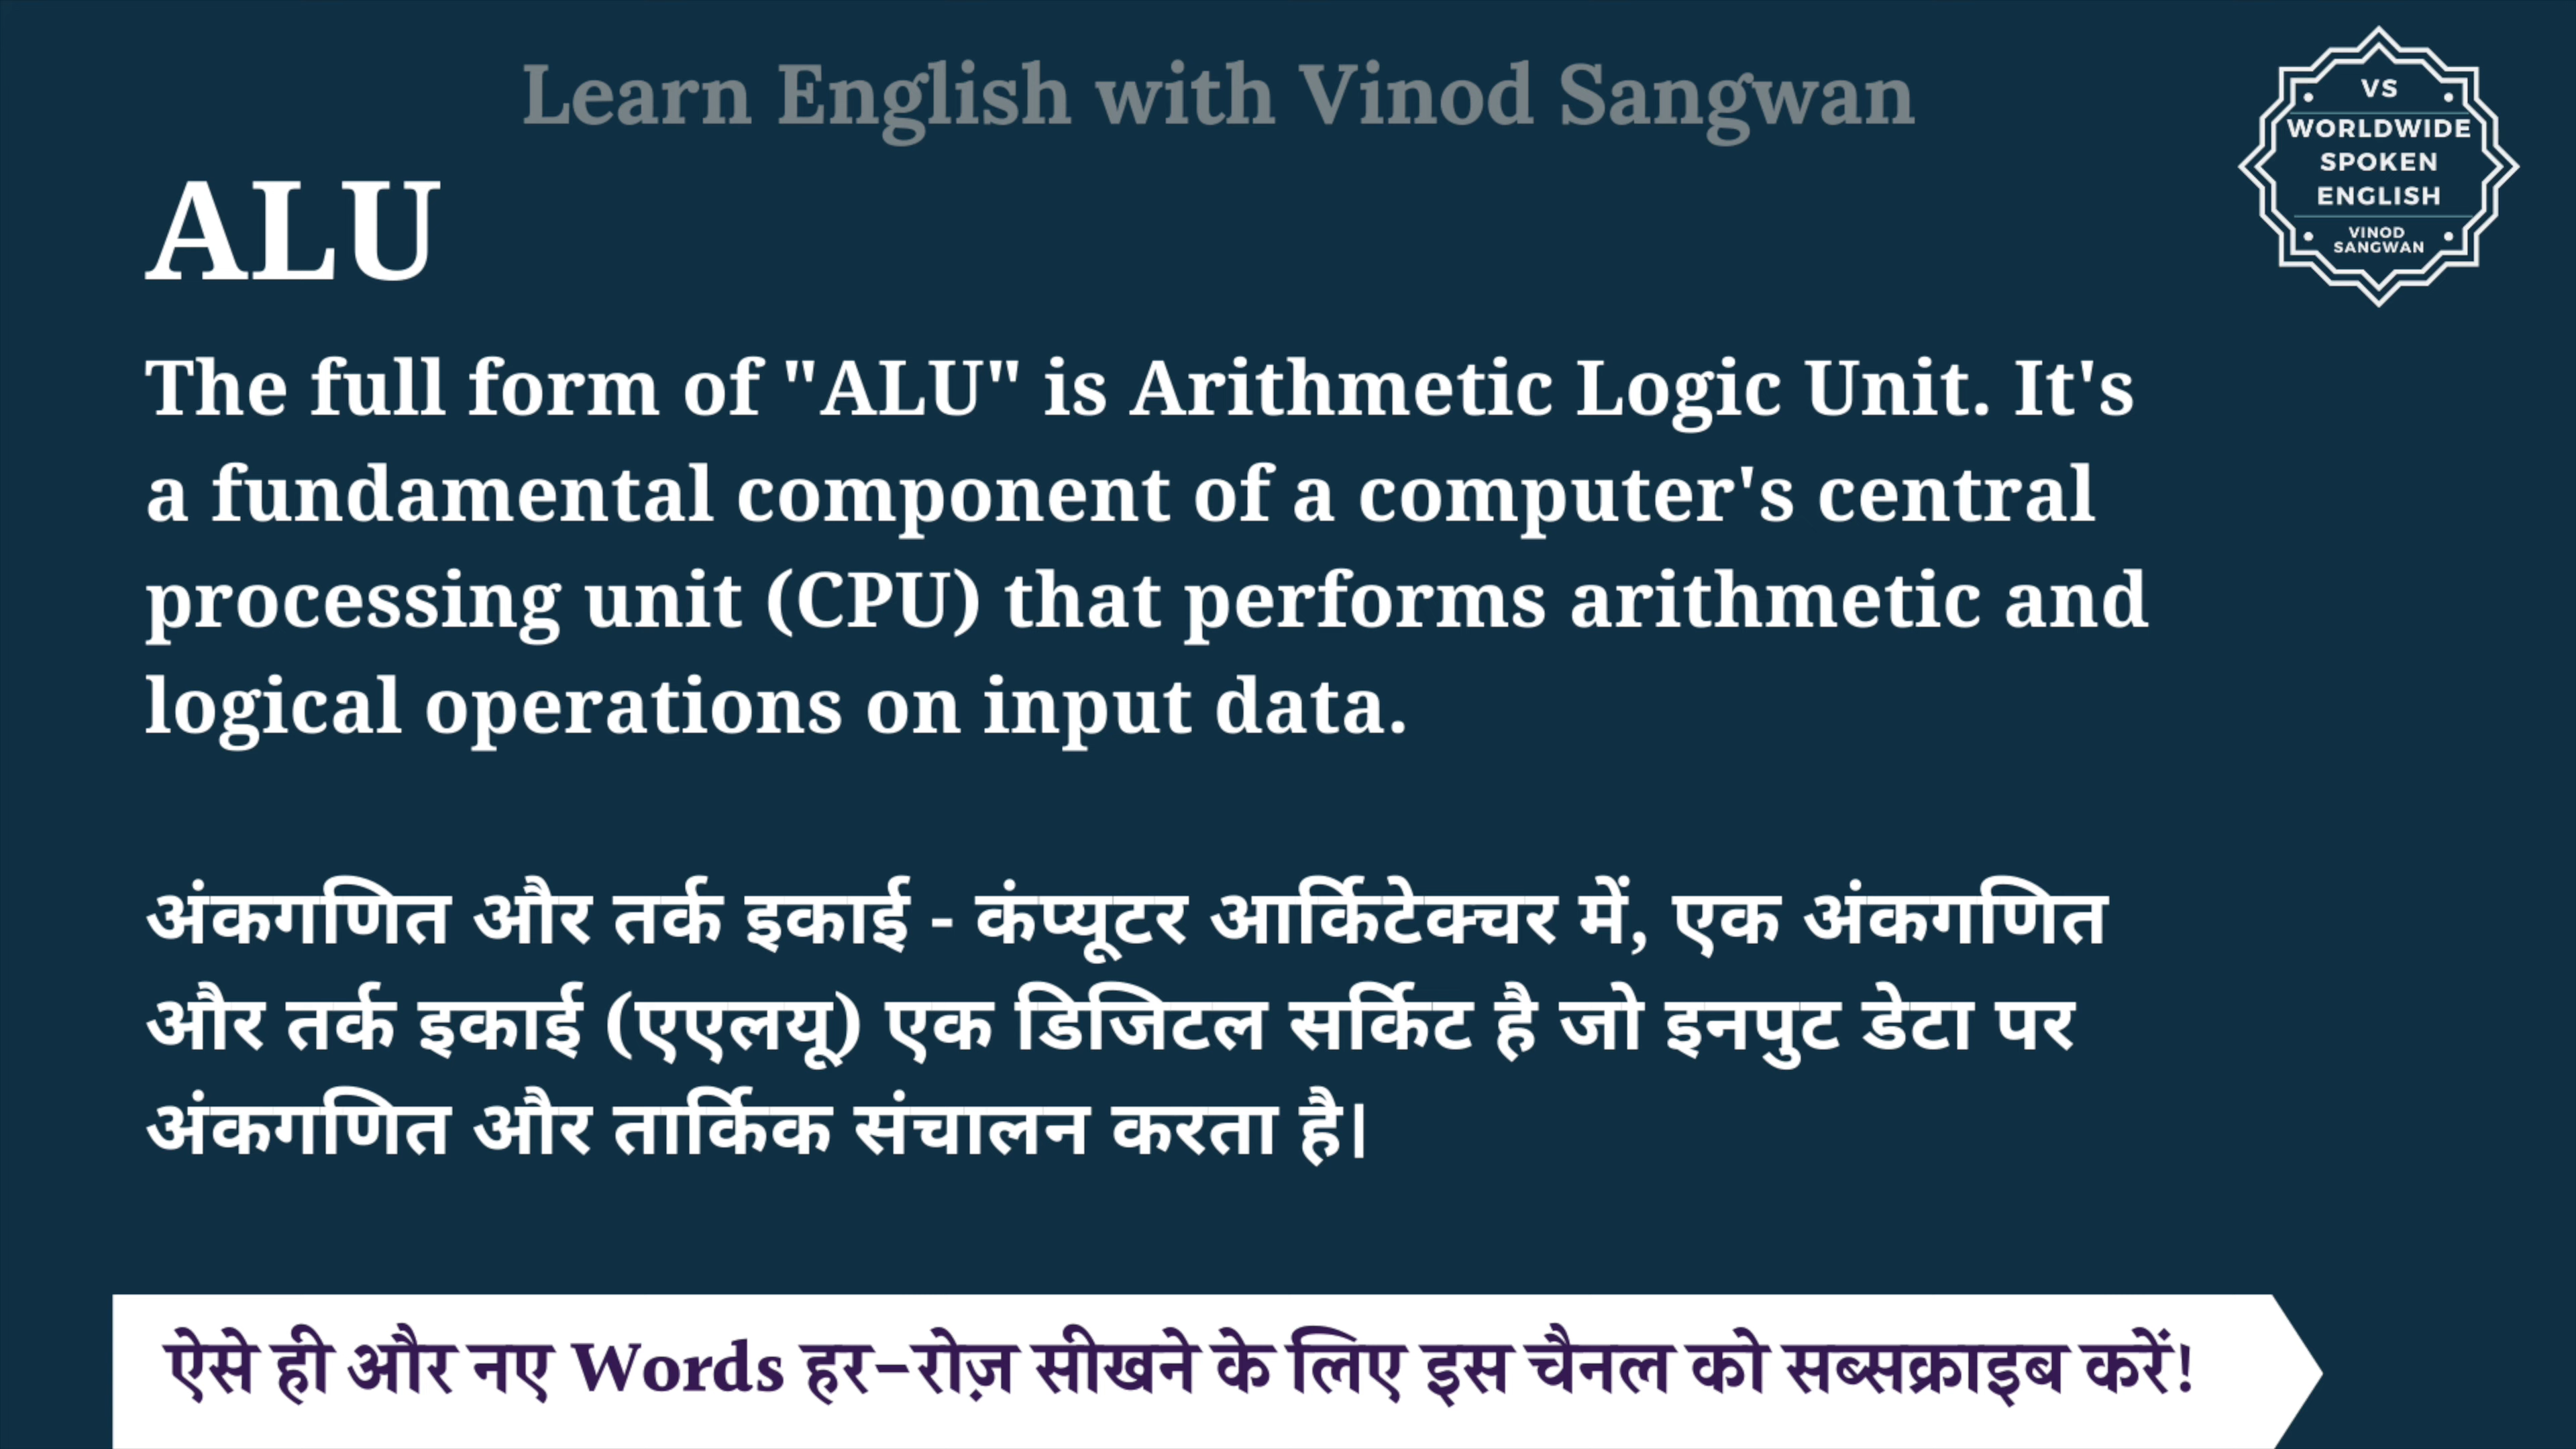 Learn English with Vinod Sangwan
VS
WORLDWIDE
SPOKEN
ENGLISH
VINOD
SANGWAN
ALU
The full form of "ALU" is Arithmetic Logic Unit. It's
a fundamental component of a computer's central
processing unit (CPU) that performs arithmetic and
logical operations on input data.
अंकगणित और तर्क इकाई - कंप्यूटर आर्किटेक्चर में, एक अंकगणित
और तर्क इकाई (एएलयू) एक डिजिटल सर्किट है जो इनपुट डेटा पर
अंकगणित और तार्किक संचालन करता है।
ऐसे ही और नए Words हर-रोज़ सीखने के लिए इस चैनल को सब्सक्राइब करें!